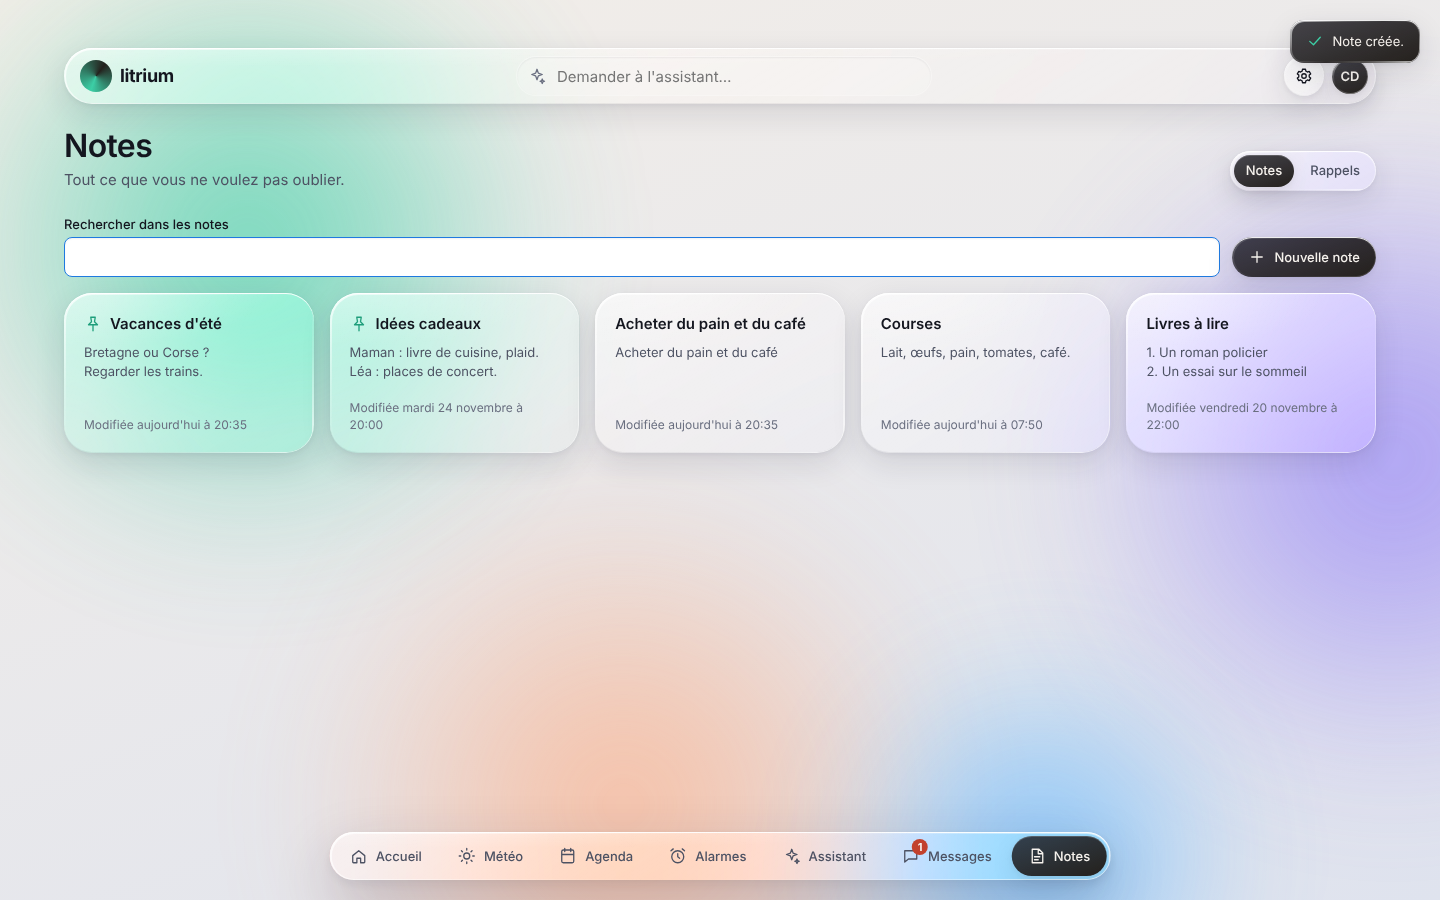 Note créée.
litrium
Demander à l'assistant...
CD
Notes
Tout ce que vous ne voulez pas oublier.
Notes
Rappels
Rechercher dans les notes
Nouvelle note
Vacances d'été
Bretagne ou Corse ?
Regarder les trains.
Modifiée aujourd'hui à 20:35
Idées cadeaux
Maman : livre de cuisine, plaid.
Léa : places de concert.
Modifiée mardi 24 novembre à
20:00
Acheter du pain et du café
Acheter du pain et du café
Modifiée aujourd'hui à 20:35
Courses
Lait, œufs, pain, tomates, café.
Modifiée aujourd'hui à 07:50
Livres à lire
1. Un roman policier
2. Un essai sur le sommeil
Modifiée vendredi 20 novembre à
22:00
Accueil
Météo
Agenda
Alarmes
Assistant
1
Messages
Notes